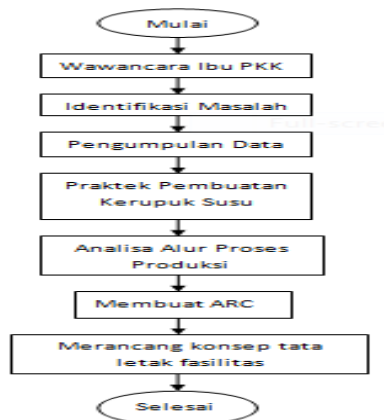 Mulai
Wawancara Ibu PKK
Identifikasi Masalah
Pengumpulan Data
Praktek Pembuatan
Kerupuk Susu
Analisa Alur Proses
Produksi
Membuat ARC
Merancang konsep tata
letak fasilitas
Selesai